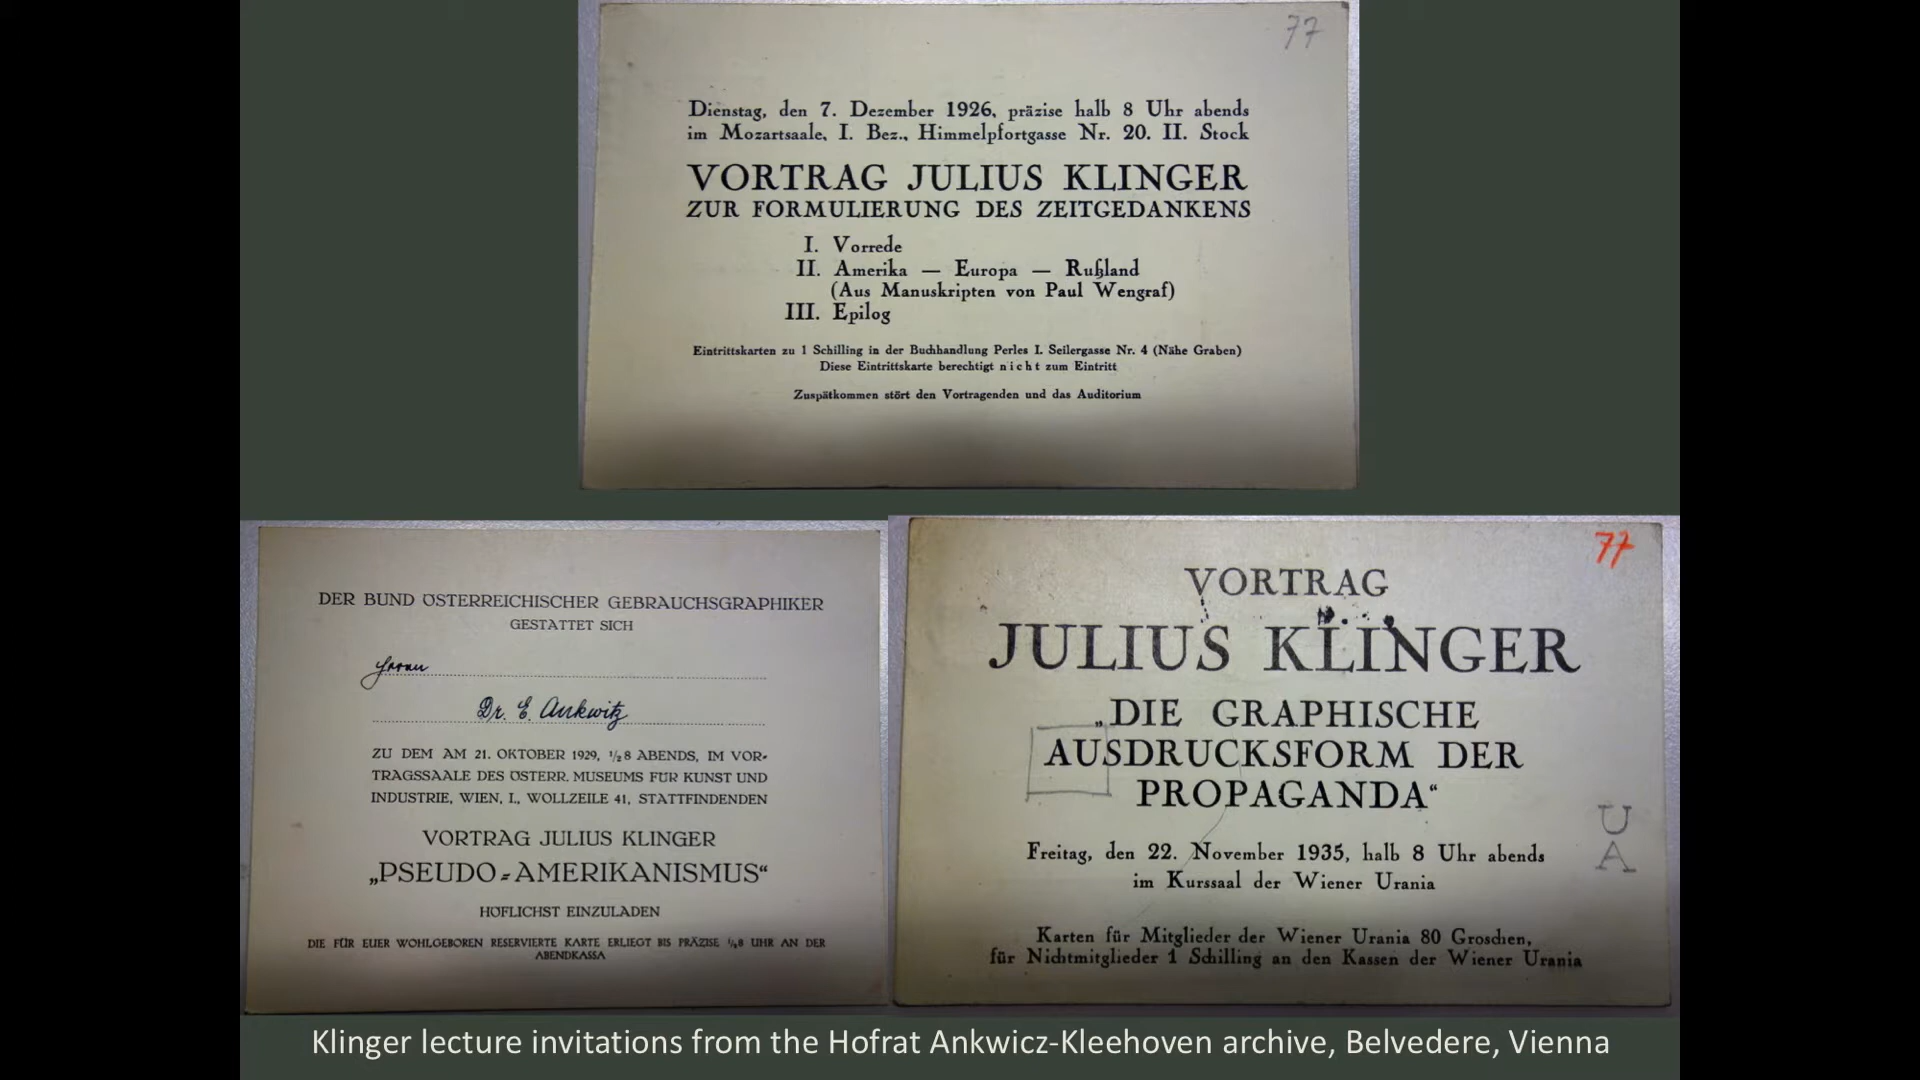 77
Dienstag, den 7. Dezember 1926, präzise halb 8 Uhr abends
im Mozartsaale, I. Bez., Himmelpfortgasse Nr. 20. II. Stock
VORTRAG JULIUS KLINGER
ZUR FORMULIERUNG DES ZEITGEDANKENS
I. Vorrede
II. Amerika — Europa — Rußland
(Aus Manuskripten von Paul Wengraf)
III. Epilog
Eintrittskarten zu 1 Schilling in der Buchhandlung Perles I. Seilergasse Nr. 4 (Nähe Graben)
Diese Eintrittskarte berechtigt nicht zum Eintritt
Zuspätkommen stört den Vortragenden und das Auditorium
DER BUND ÖSTERREICHISCHER GEBRAUCHSGRAPHIKER
GESTATTET SICH
Herrn
Dr. E. Ankwitz
ZU DEM AM 21. OKTOBER 1929, 1/2 8 ABENDS, IM VOR-
TRAGSSAALE DES ÖSTERR. MUSEUMS FÜR KUNST UND
INDUSTRIE, WIEN, I., WOLLZEILE 41, STATTFINDENDEN
VORTRAG JULIUS KLINGER
„PSEUDO-AMERIKANISMUS“
HÖFLICHST EINZULADEN
DIE FÜR EUER WOHLGEBOREN RESERVIERTE KARTE ERLIEGT BIS PRÄZISE 1/4 8 UHR AN DER
ABENDKASSA
77
VORTRAG
JULIUS KLINGER
„DIE GRAPHISCHE
AUSDRUCKSFORM DER
PROPAGANDA“
U
A
Freitag, den 22. November 1935, halb 8 Uhr abends
im Kurssaal der Wiener Urania
Karten für Mitglieder der Wiener Urania 80 Groschen,
für Nichtmitglieder 1 Schilling an den Kassen der Wiener Urania
Klinger lecture invitations from the Hofrat Ankwicz-Kleehoven archive, Belvedere, Vienna